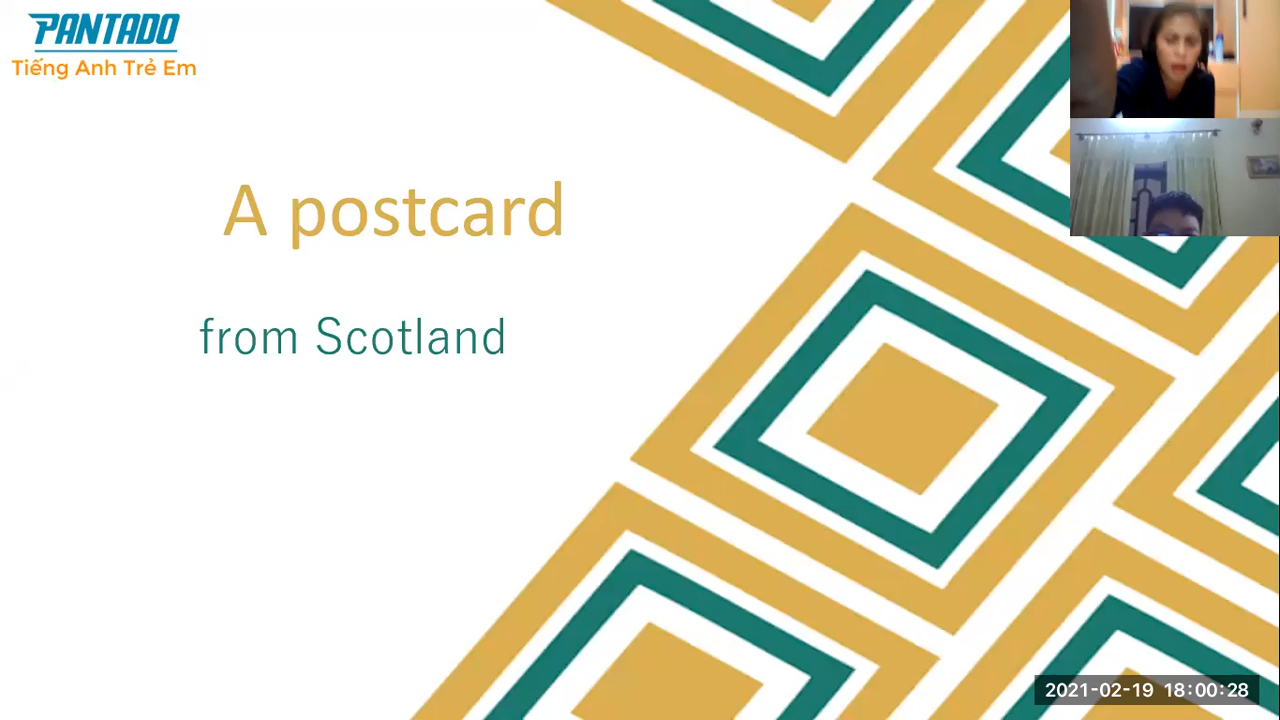 PANTADO
Tiếng Anh Trẻ Em
A postcard
from Scotland
2021-02-19 18:00:28